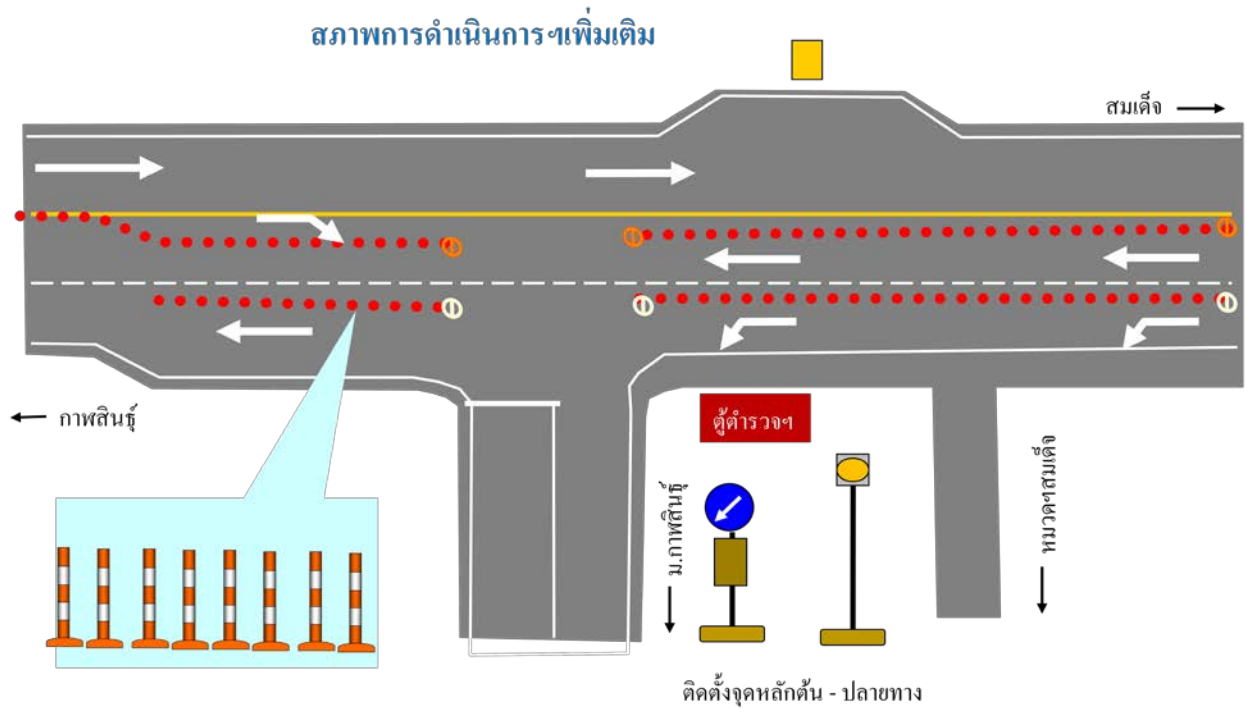 สภาพการดำเนินการฯเพิ่มเติม
สมเด็จ
กาฬสินธุ์
ตู้ตำรวจฯ
ม.กาฬสินธุ์
หมวดฯสมเด็จ
ติดตั้งจุดหลักต้น - ปลายทาง